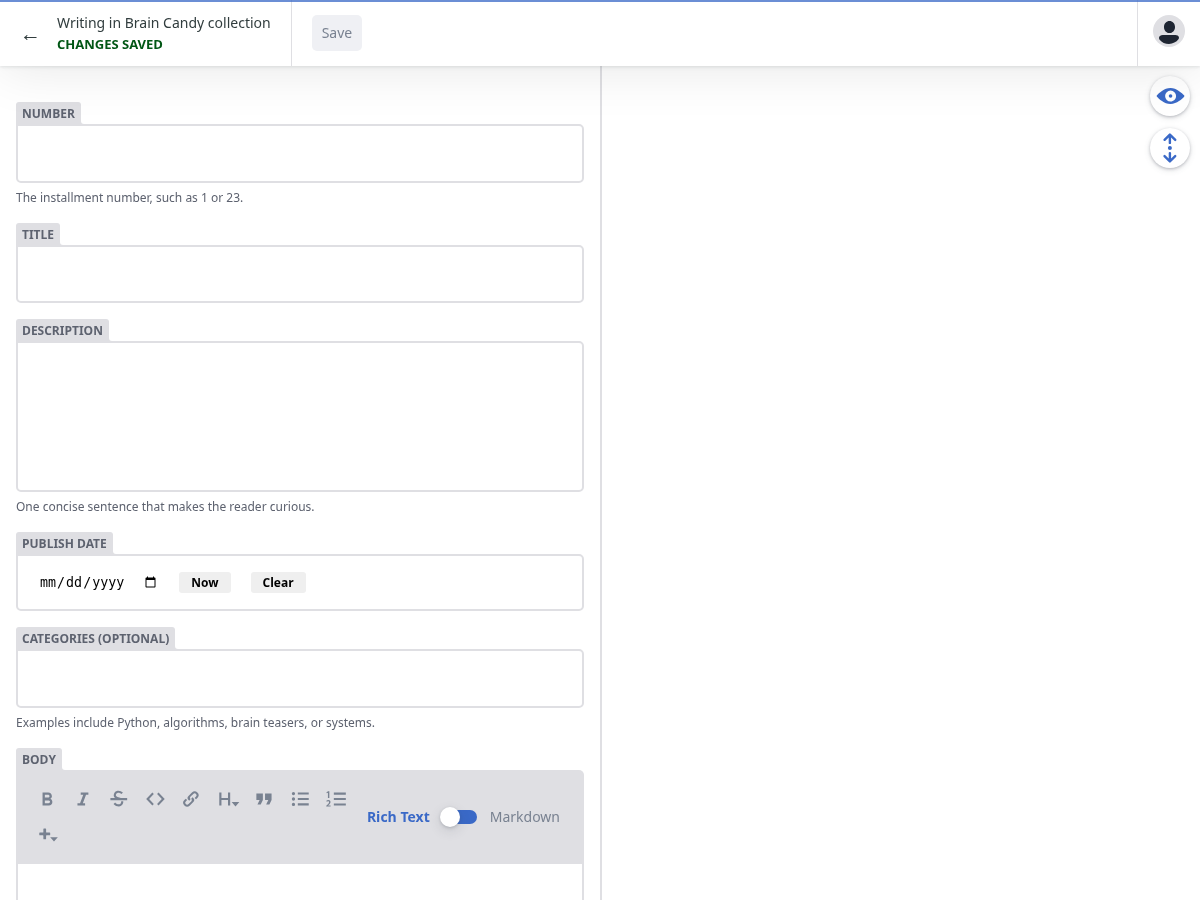 Writing in Brain Candy collection
CHANGES SAVED
Save
NUMBER
The installment number, such as 1 or 23.
TITLE
DESCRIPTION
One concise sentence that makes the reader curious.
PUBLISH DATE
mm/dd/yyyy
Now
Clear
CATEGORIES (OPTIONAL)
Examples include Python, algorithms, brain teasers, or systems.
BODY
Rich Text
Markdown